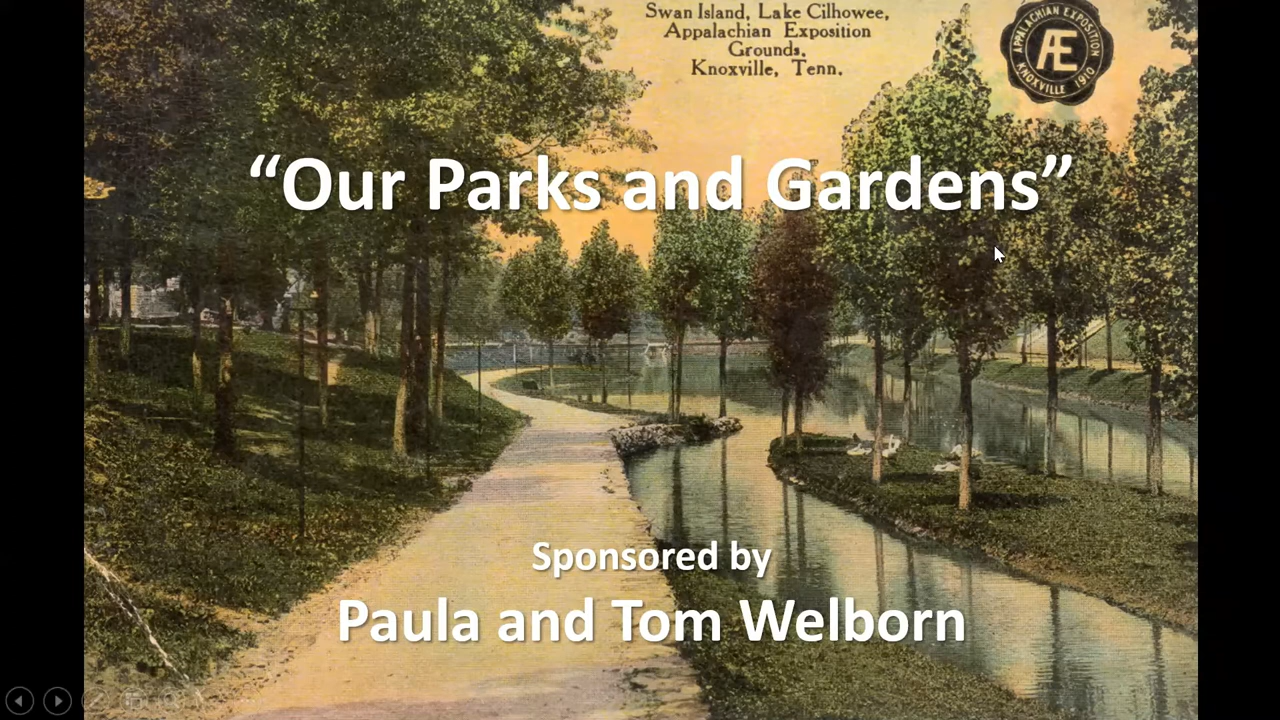 Swan Island, Lake Cilhowee,
Appalachian Exposition
Grounds,
Knoxville, Tenn.
APPALACHIAN EXPOSITION
AE
KNOXVILLE 1910
“Our Parks and Gardens”
Sponsored by
Paula and Tom Welborn